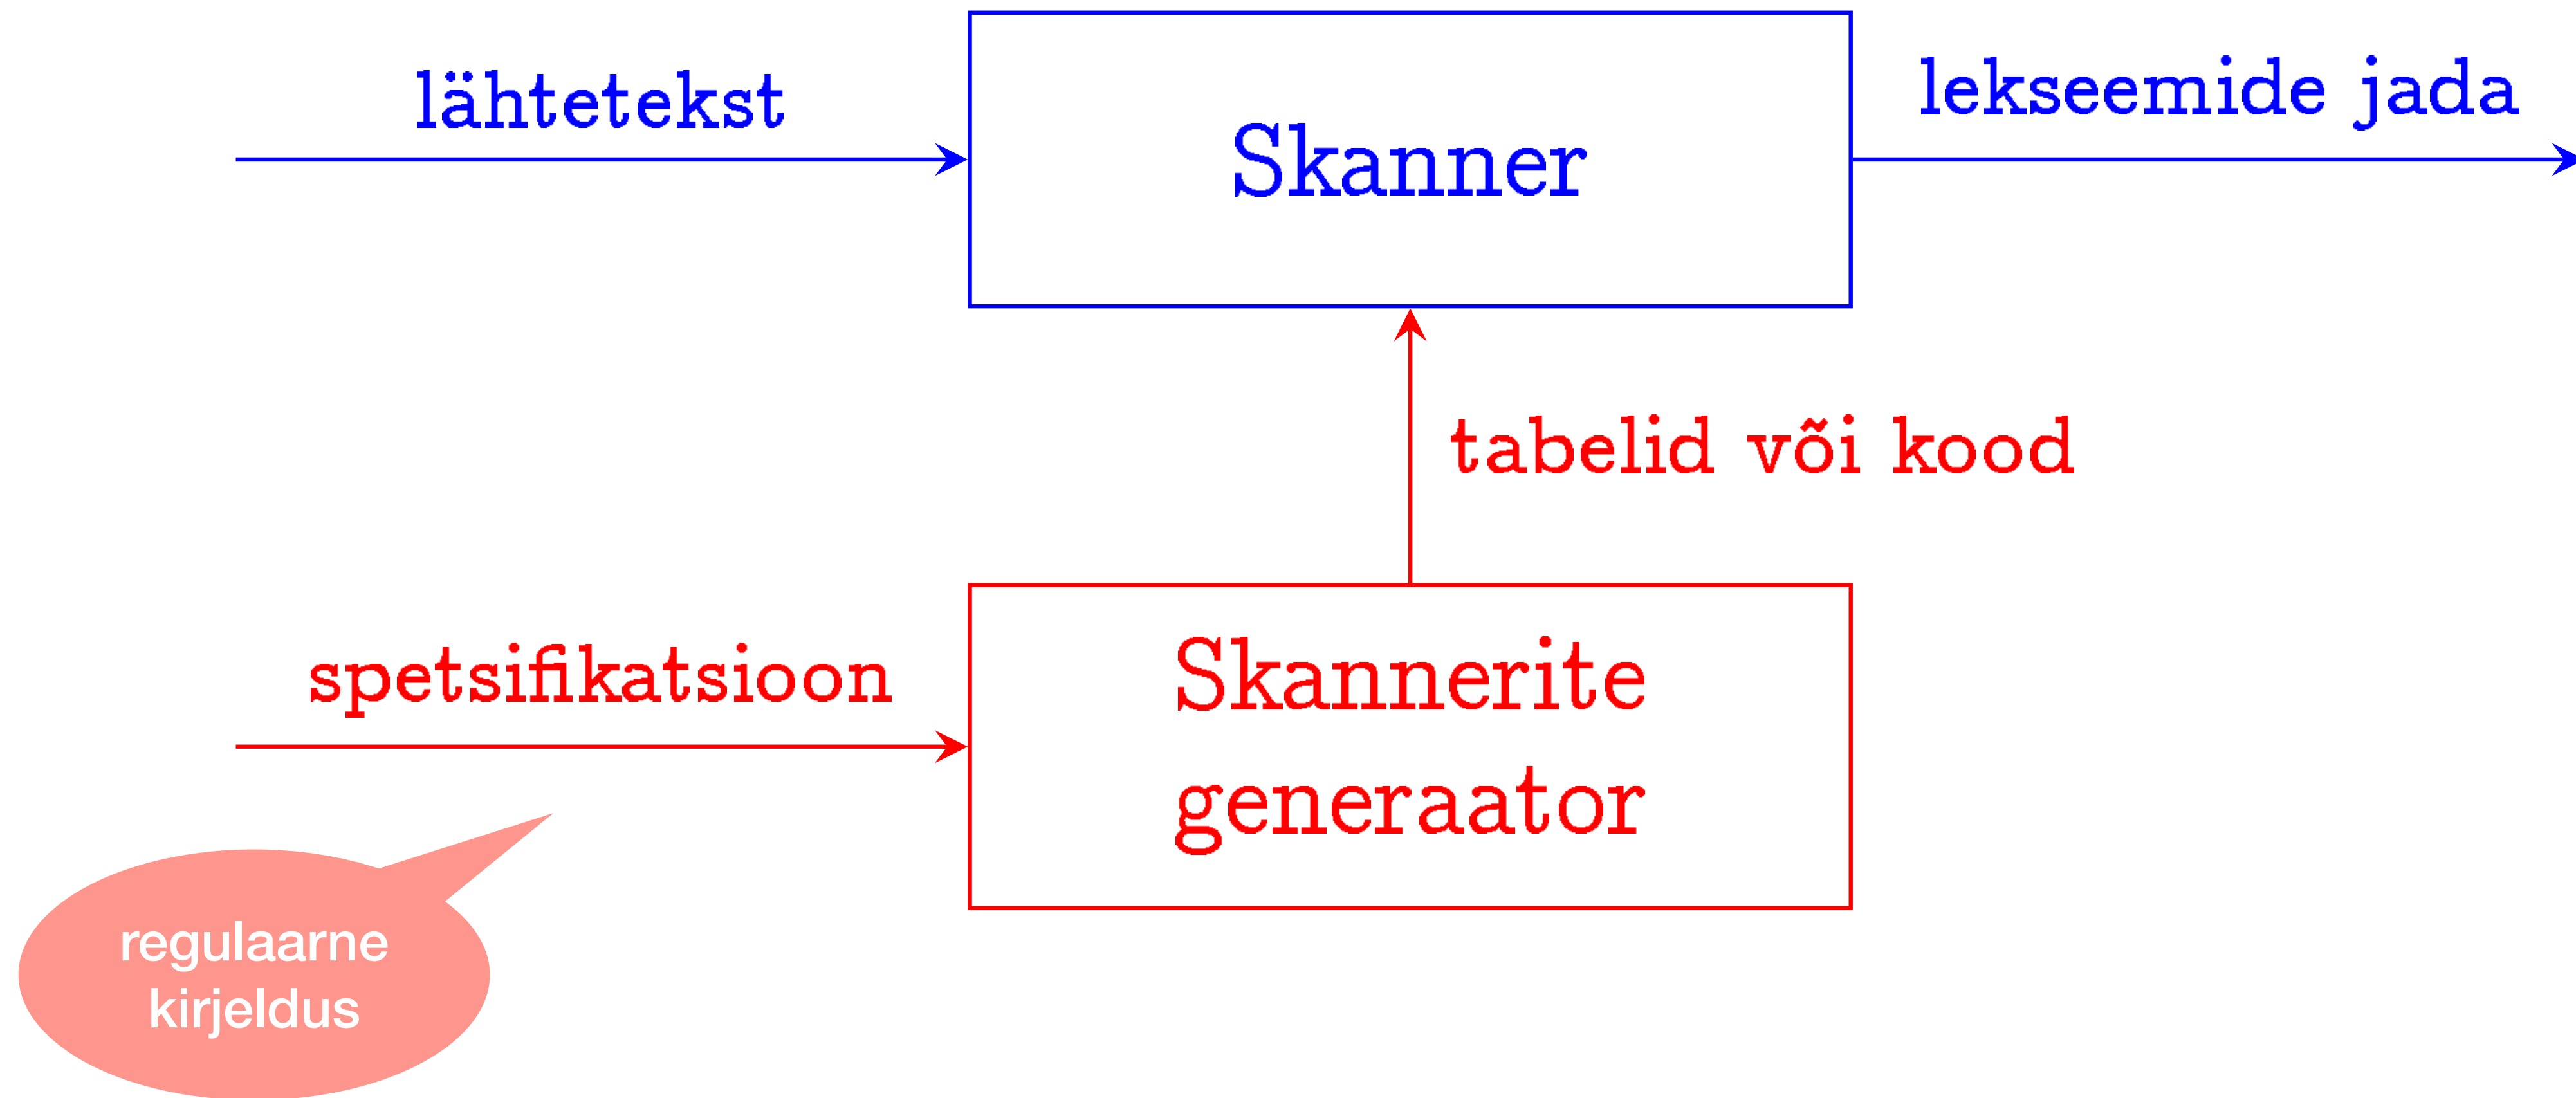 lähtetekst
Skanner
lekseemide jada
tabelid või kood
spetsifikatsioon
Skannerite
generaator
regulaarne
kirjeldus